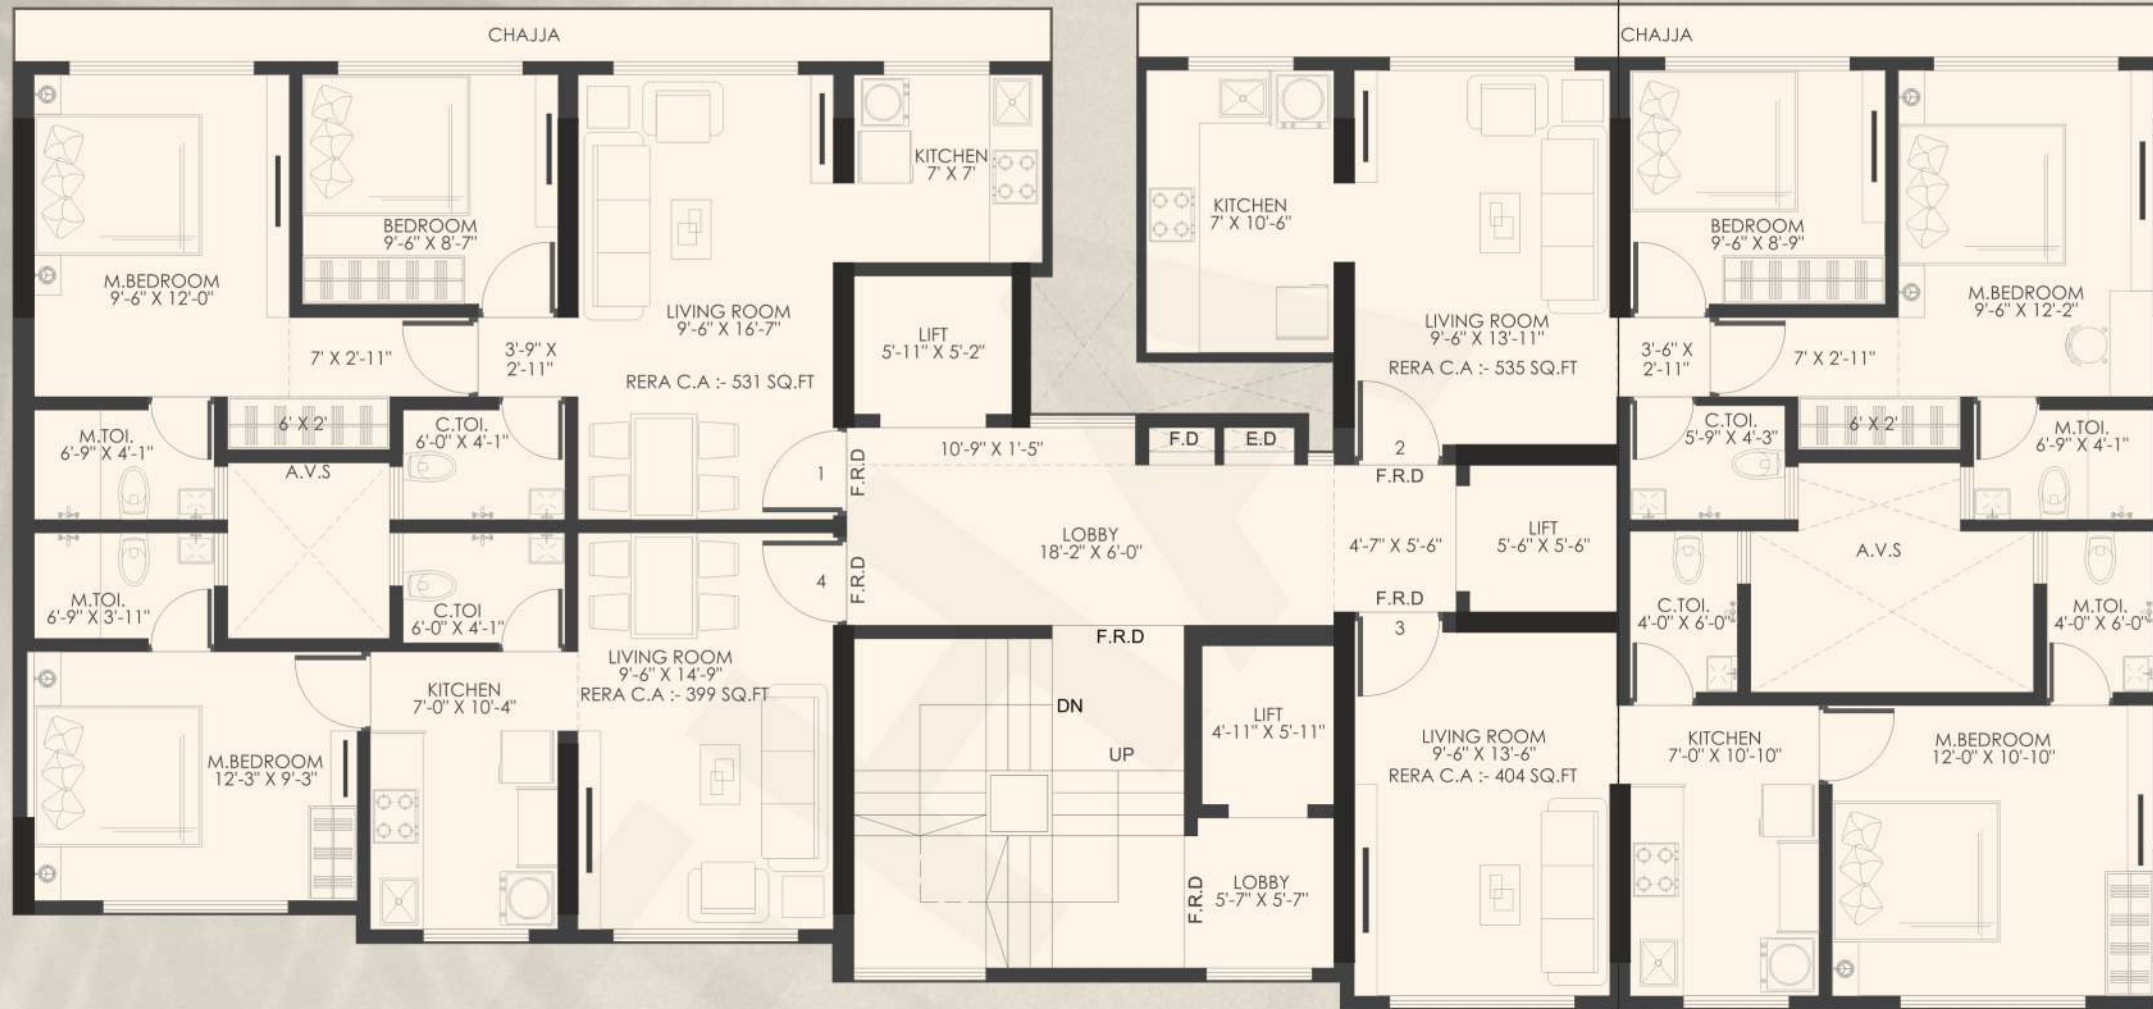 CHAJJA
CHAJJA
M.BEDROOM
9'-6" X 12'-0"
BEDROOM
9'-6" X 8'-7"
LIVING ROOM
9'-6" X 16'-7"
RERA C.A :- 531 SQ.FT
KITCHEN
7' X 7'
7' X 2'-11"
3'-9" X
2'-11"
6' X 2'
M.TOI.
6'-9" X 4'-1"
C.TOI.
6'-0" X 4'-1"
A.V.S
LIFT
5'-11" X 5'-2"
1
F.R.D
10'-9" X 1'-5"
F.D
E.D
KITCHEN
7' X 10'-6"
LIVING ROOM
9'-6" X 13'-11"
RERA C.A :- 535 SQ.FT
2
F.R.D
BEDROOM
9'-6" X 8'-9"
M.BEDROOM
9'-6" X 12'-2"
3'-6" X
2'-11"
7' X 2'-11"
6' X 2'
C.TOI.
5'-9" X 4'-3"
M.TOI.
6'-9" X 4'-1"
A.V.S
LOBBY
18'-2" X 6'-0"
4'-7" X 5'-6"
LIFT
5'-6" X 5'-6"
M.TOI.
6'-9" X 3'-11"
C.TOI
6'-0" X 4'-1"
4
F.R.D
LIVING ROOM
9'-6" X 14'-9"
RERA C.A :- 399 SQ.FT
KITCHEN
7'-0" X 10'-4"
M.BEDROOM
12'-3" X 9'-3"
F.R.D
DN
UP
LIFT
4'-11" X 5'-11"
LOBBY
5'-7" X 5'-7"
F.R.D
F.R.D
3
LIVING ROOM
9'-6" X 13'-6"
RERA C.A :- 404 SQ.FT
C.TOI.
4'-0" X 6'-0"
M.TOI.
4'-0" X 6'-0"
KITCHEN
7'-0" X 10'-10"
M.BEDROOM
12'-0" X 10'-10"